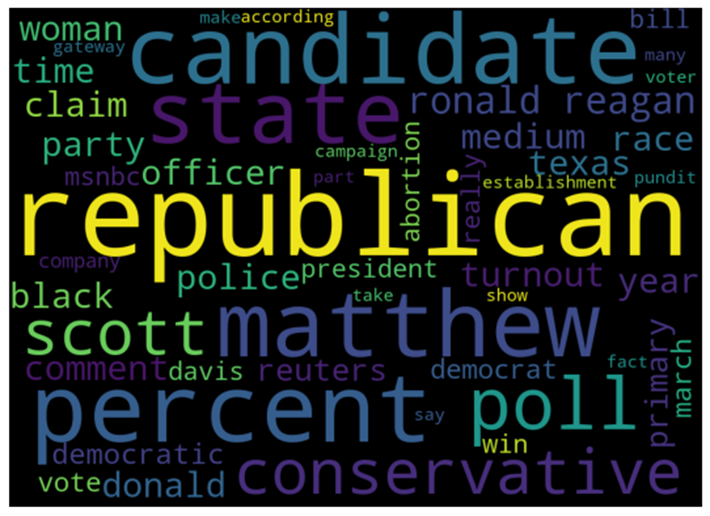 make according bill
woman candidate
gateway many
time voter
claim state ronald reagan
party medium race
campaign abortion texas
msnbc officer part really establishment pundit
republican
company police president turnout year
black take show
scott matthew
comment davis reuters democrat fact primary march
percent say poll
democratic win
vote donald conservative